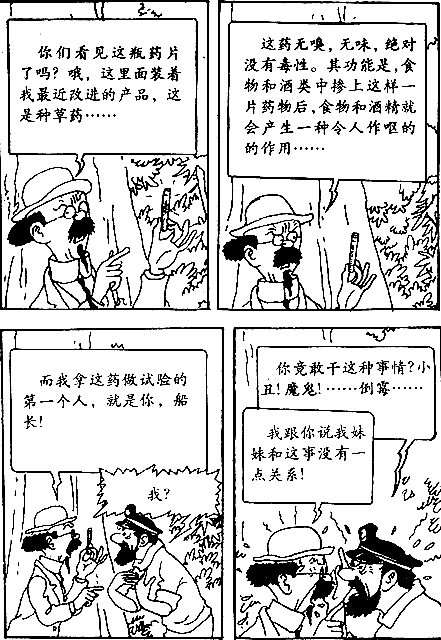 你们看见这瓶药片
了吗?哦,这里面装着
我最近改进的产品,这
是种草药……
这药无嗅,无味,绝对
没有毒性。其功能是,食
物和酒类中掺上这样一
片药物后,食物和酒精就
会产生一种令人作呕的
的作用……
而我拿这药做试验的
第一个人,就是你,船
长!
我?
你竟敢干这种事情?小
丑!魔鬼!……倒霉……
我跟你说我妹
妹和这事没有一
点关系!